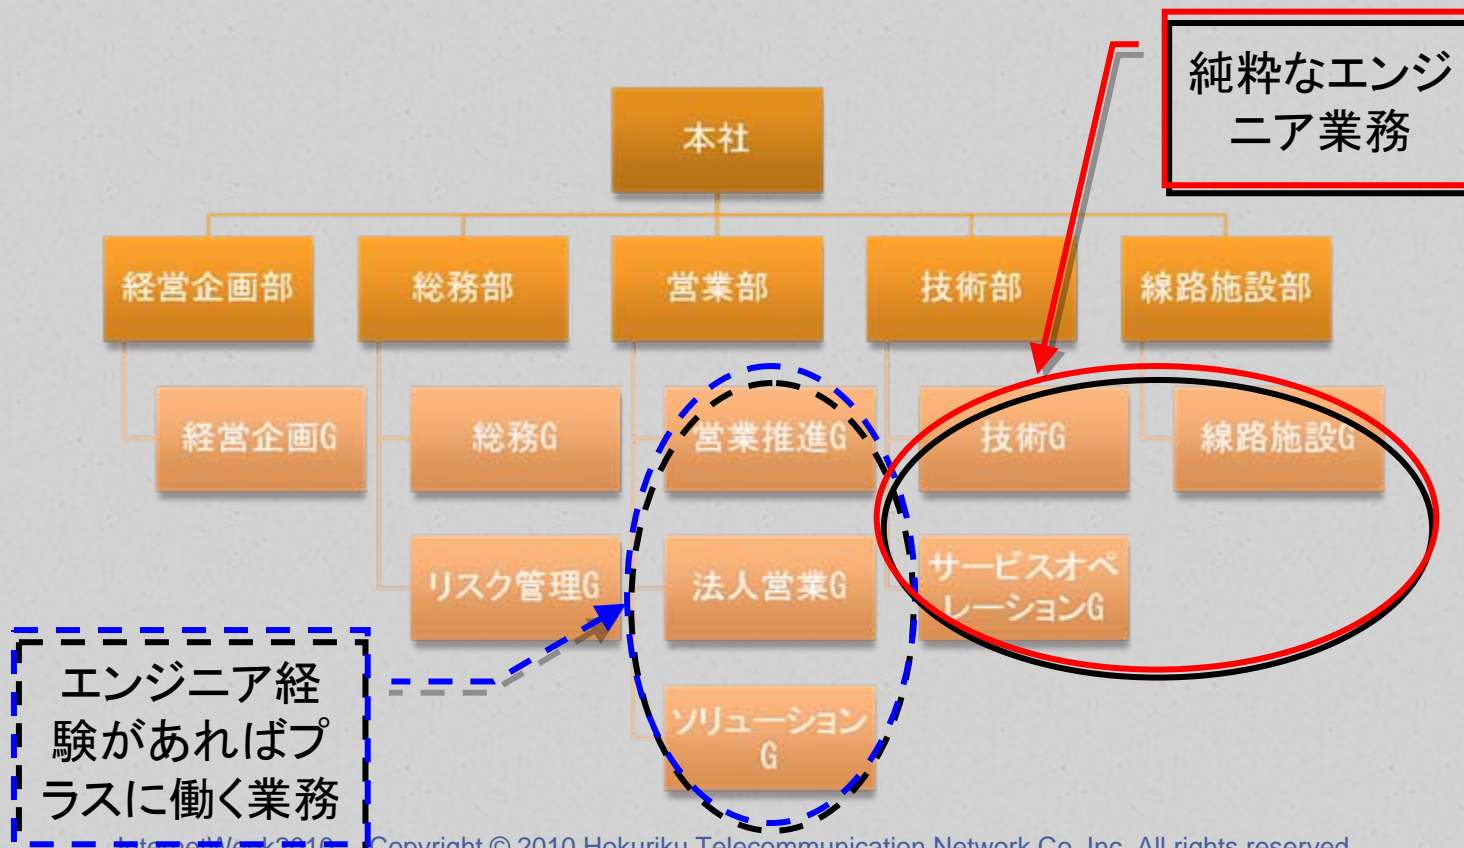 純粋なエンジ
ニア業務
本社
経営企画部
総務部
営業部
技術部
線路施設部
経営企画G
総務G
営業推進G
技術G
線路施設G
リスク管理G
法人営業G
サービスオペ
レーションG
ソリューション
G
エンジニア経
験があればプ
ラスに働く業務
InternetWeek2010 Copyright © 2010 Hokuriku Telecommunication Network Co.,Inc. All rights reserved